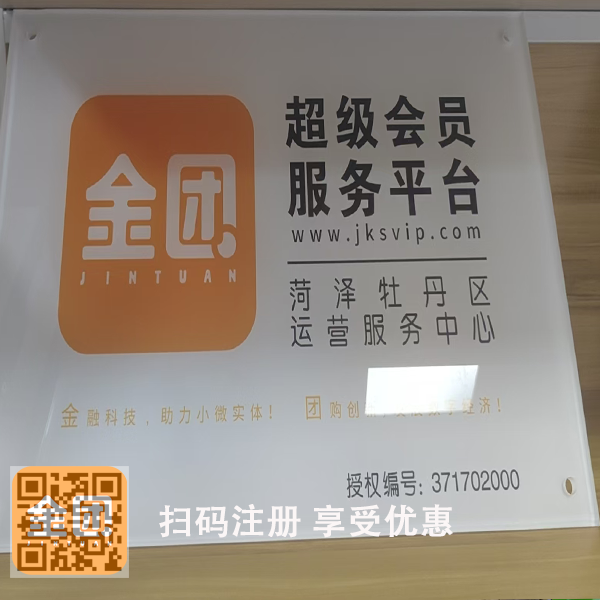 金团
JINTUAN
超级会员
服务平台
www.jksvip.com
菏泽牡丹区
运营服务中心
金融科技，助力小微实体！ 团购创
经济！
授权编号：371702000
金团
扫码注册 享受优惠